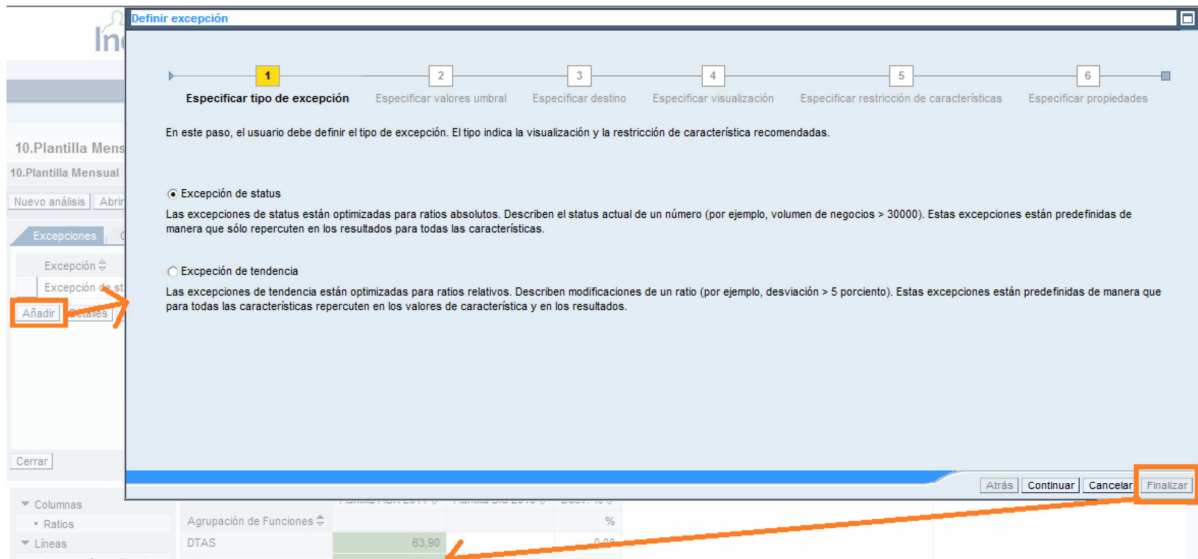 Definir excepción
1
2
3
4
5
6
Especificar tipo de excepción
Especificar valores umbral
Especificar destino
Especificar visualización
Especificar restricción de características
Especificar propiedades
En este paso, el usuario debe definir el tipo de excepción. El tipo indica la visualización y la restricción de característica recomendadas.
Excepción de status
Las excepciones de status están optimizadas para ratios absolutos. Describen el status actual de un número (por ejemplo, volumen de negocios > 30000). Estas excepciones están predefinidas de
manera que sólo repercuten en los resultados para todas las características.
Excpeción de tendencia
Las excepciones de tendencia están optimizadas para ratios relativos. Describen modificaciones de un ratio (por ejemplo, desviación > 5 porciento). Estas excepciones están predefinidas de manera que
para todas las características repercuten en los valores de característica y en los resultados.
Atrás
Continuar
Cancelar
Finalizar
10.Plantilla Mens
10.Plantilla Mensual
Nuevo análisis
Abrir
Excepciones
Excepción
Excepción de st
Añadir
Detalles
Cerrar
Columnas
Ratios
Líneas
Agrupación de Funciones
%
DTAS
63,90